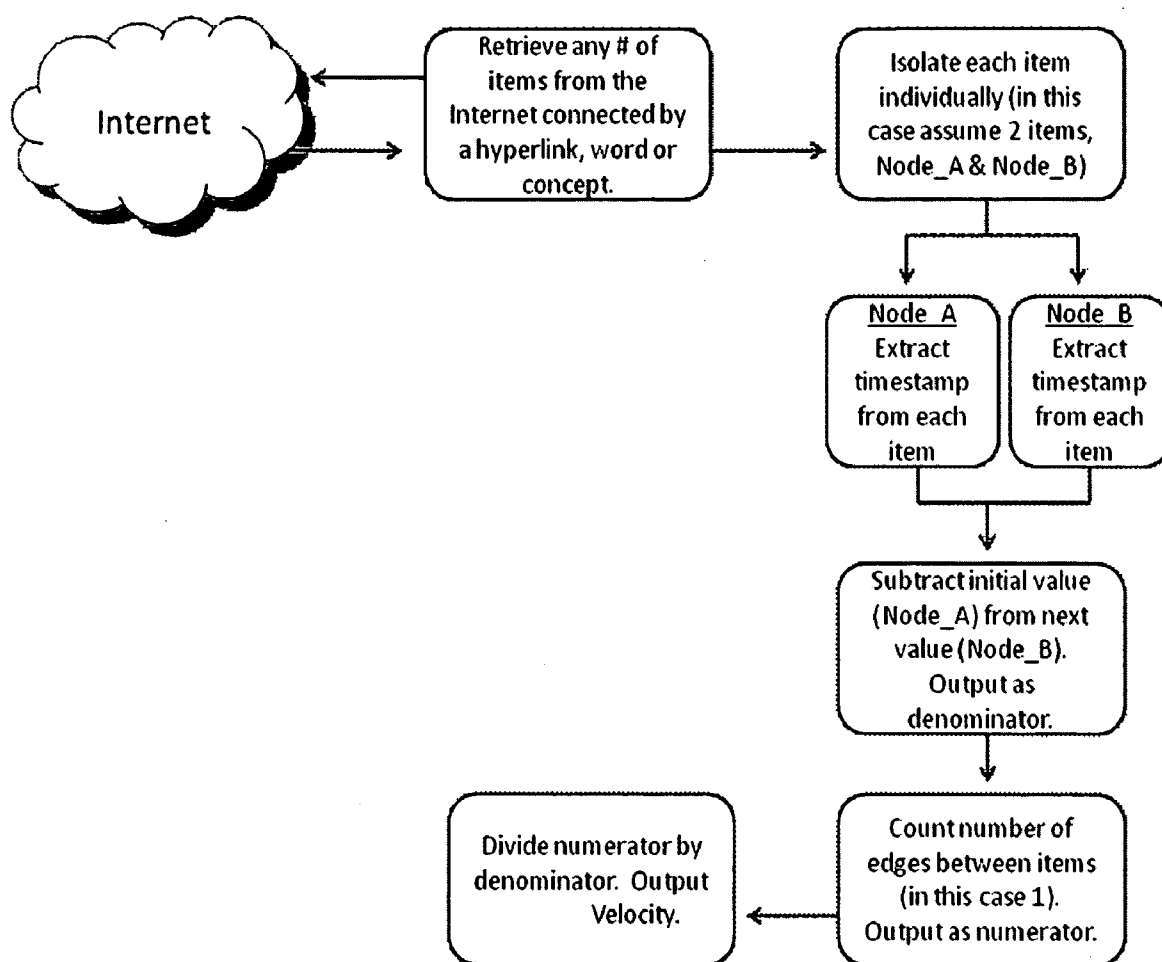 Internet
Retrieve any # of
items from the
Internet connected by
a hyperlink, word or
concept.
Isolate each item
individually (in this
case assume 2 items,
Node_A & Node_B)
Node_A
Extract
timestamp
from each
item
Node_B
Extract
timestamp
from each
item
Subtract initial value
(Node_A) from next
value (Node_B).
Output as
denominator.
Count number of
edges between items
(in this case 1).
Output as numerator.
Divide numerator by
denominator. Output
Velocity.